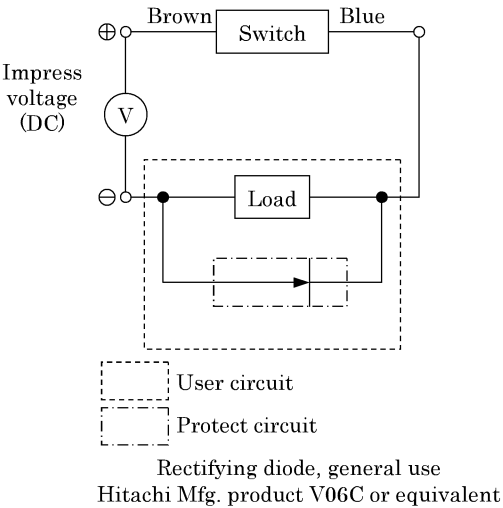 Brown
Blue
⊕
Switch
Impress
voltage
(DC)
V
⊖
Load
User circuit
Protect circuit
Rectifying diode, general use
Hitachi Mfg. product V06C or equivalent